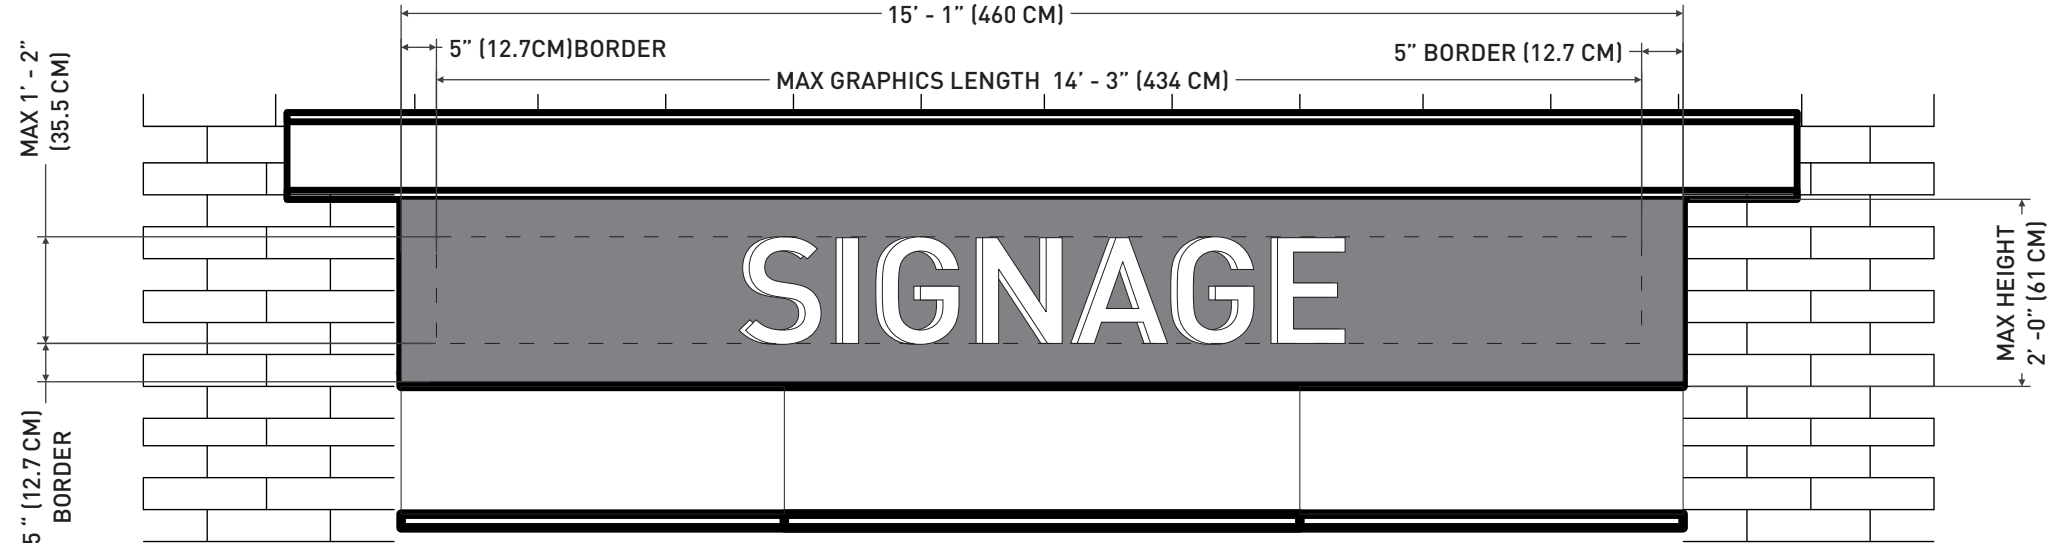 15’ - 1” (460 CM)
5” (12.7CM)BORDER
5” BORDER (12.7 CM)
MAX GRAPHICS LENGTH 14’ - 3” (434 CM)
MAX 1’ - 2”
(35.5 CM)
SIGNAGE
MAX HEIGHT
2’ -0” (61 CM)
5 “ (12.7 CM)
BORDER